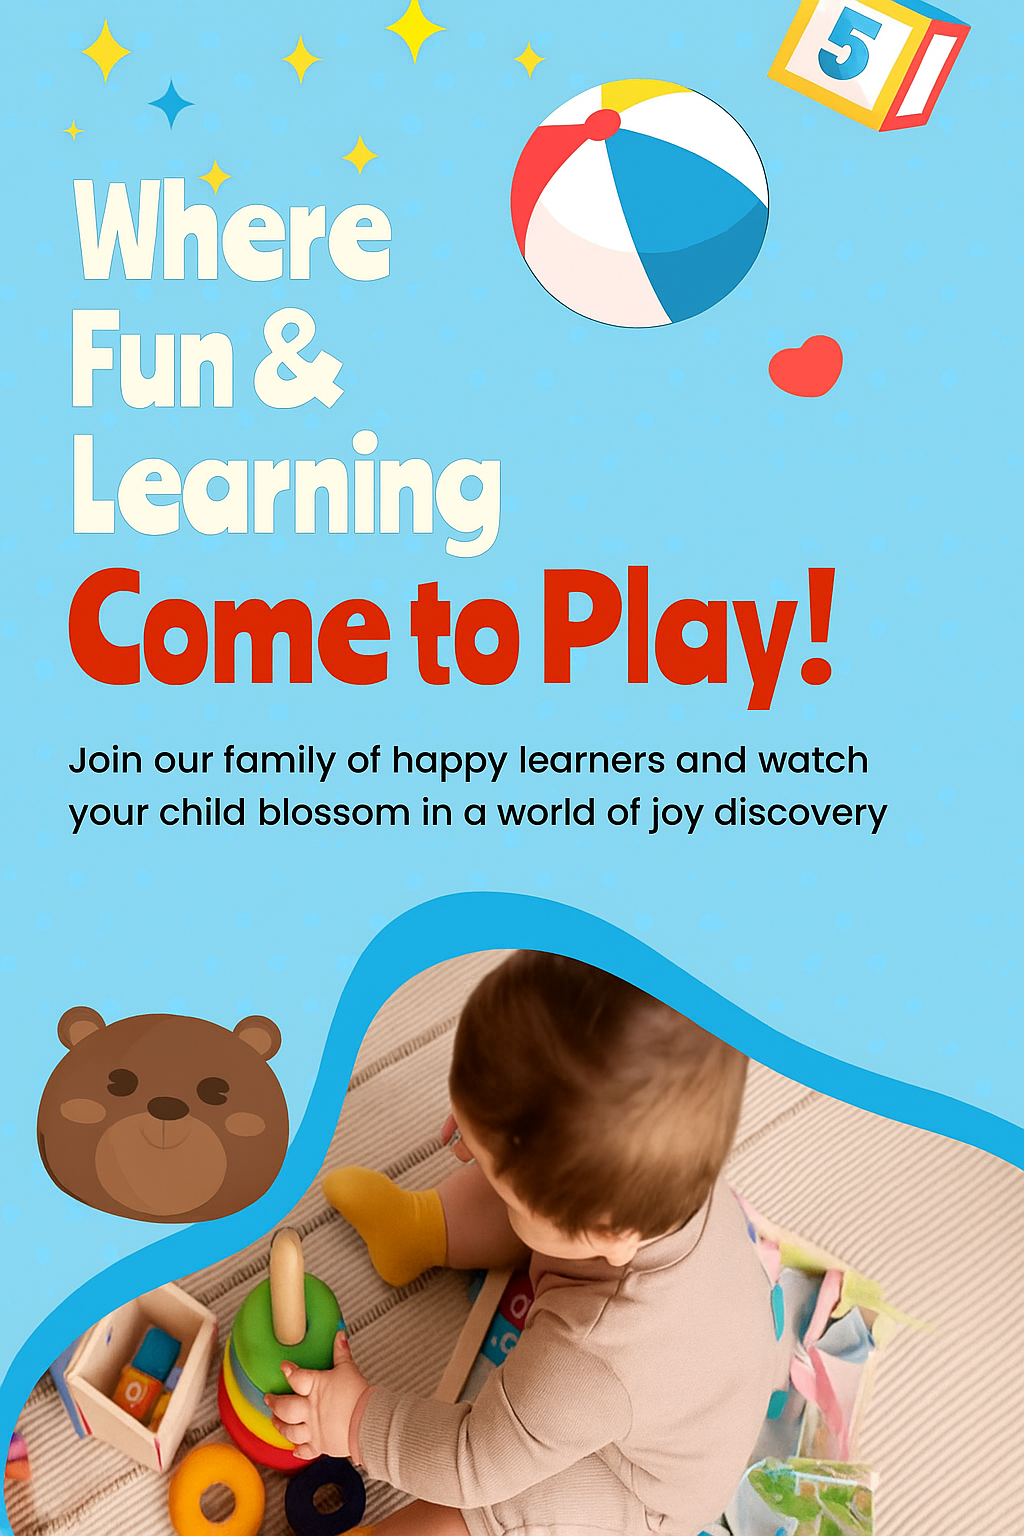 5
Where
Fun &
Learning
Come to Play!
Join our family of happy learners and watch
your child blossom in a world of joy discovery